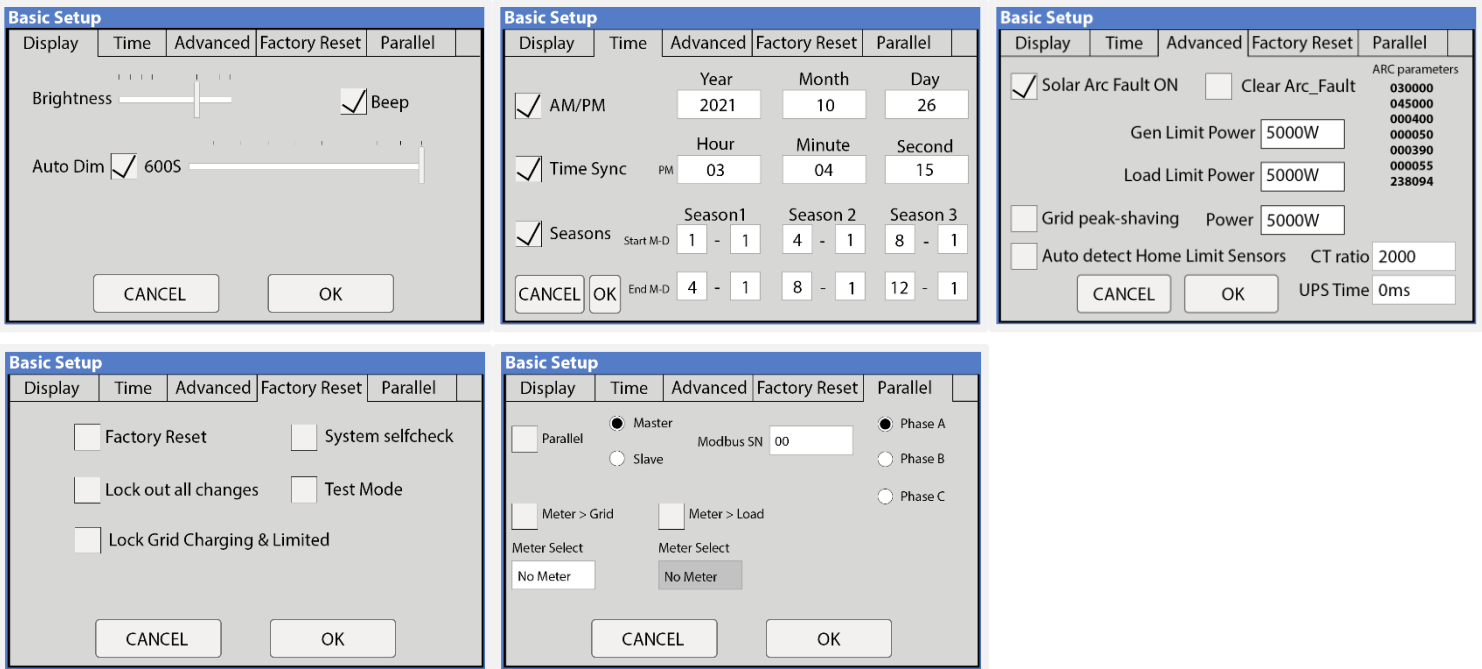 Basic Setup
Display Time Advanced Factory Reset Parallel
Brightness Beep
Auto Dim 600S
CANCEL OK
Basic Setup
Display Time Advanced Factory Reset Parallel
Year Month Day
AM/PM 2021 10 26
Hour Minute Second
Time Sync PM 03 04 15
Season1 Season 2 Season 3
Seasons Start M-D 1 - 1 4 - 1 8 - 1
CANCEL OK End M-D 4 - 1 8 - 1 12 - 1
Basic Setup
Display Time Advanced Factory Reset Parallel
ARC parameters
Solar Arc Fault ON Clear Arc_Fault
030000
045000
000400
000050
000390
000055
238094
Gen Limit Power 5000W
Load Limit Power 5000W
Grid peak-shaving Power 5000W
Auto detect Home Limit Sensors CT ratio 2000
CANCEL OK UPS Time 0ms
Basic Setup
Display Time Advanced Factory Reset Parallel
Factory Reset System selfcheck
Lock out all changes Test Mode
Lock Grid Charging & Limited
CANCEL OK
Basic Setup
Display Time Advanced Factory Reset Parallel
Master Phase A
Parallel Modbus SN 00
Slave Phase B
Phase C
Meter > Grid Meter > Load
Meter Select Meter Select
No Meter No Meter
CANCEL OK